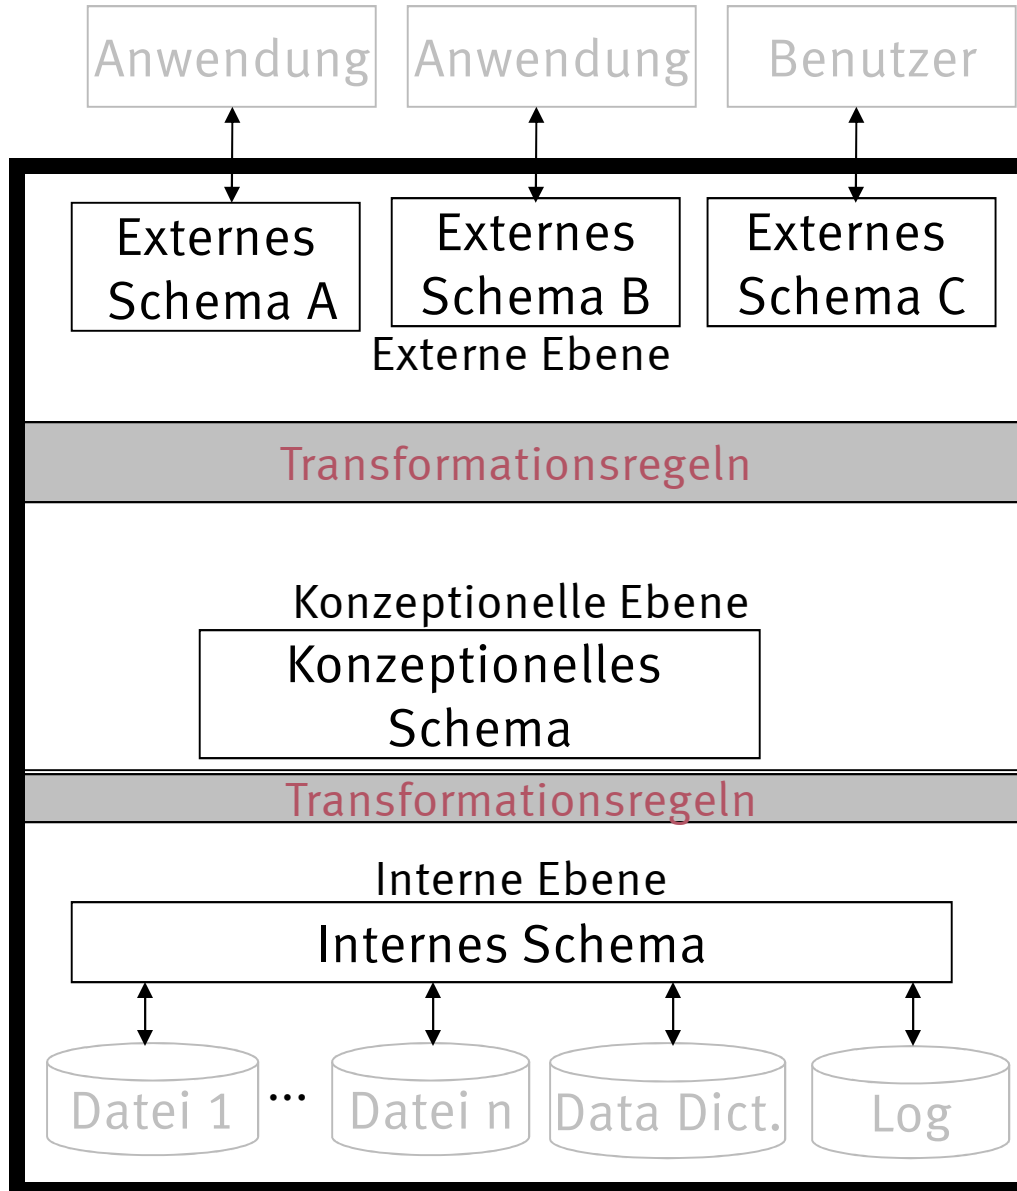 Anwendung Anwendung Benutzer
Externes
Schema A
Externes
Schema B
Externes
Schema C
Externe Ebene
Transformationsregeln
Konzeptionelle Ebene
Konzeptionelles
Schema
Transformationsregeln
Interne Ebene
Internes Schema
Datei 1 ... Datei n Data Dict. Log